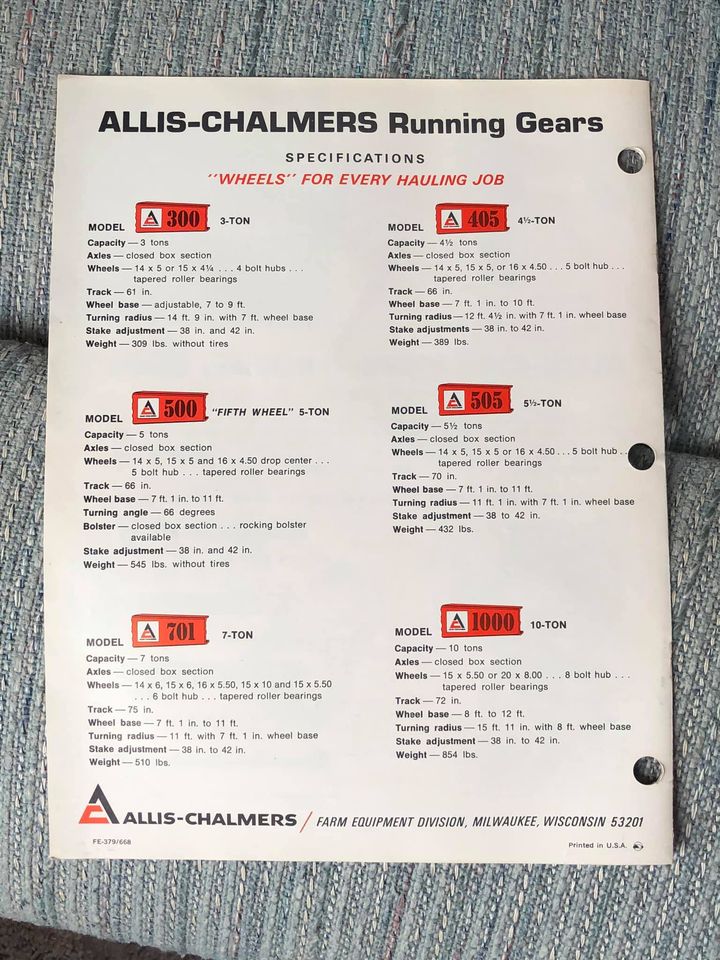 ALLIS-CHALMERS Running Gears
SPECIFICATIONS
"WHEELS" FOR EVERY HAULING JOB
MODEL 300 3-TON
Capacity — 3 tons
Axles — closed box section
Wheels — 14 x 5 or 15 x 4¼ . . . 4 bolt hubs . . .
tapered roller bearings
Track — 61 in.
Wheel base — adjustable, 7 to 9 ft.
Turning radius — 14 ft. 9 in. with 7 ft. wheel base
Stake adjustment — 38 in. and 42 in.
Weight — 309 lbs. without tires
MODEL 405 4½-TON
Capacity — 4½ tons
Axles — closed box section
Wheels — 14 x 5, 15 x 5, or 16 x 4.50 . . . 5 bolt hub . . .
tapered roller bearings
Track — 66 in.
Wheel base — 7 ft. 1 in. to 10 ft.
Turning radius — 12 ft. 4½ in. with 7 ft. 1 in. wheel base
Stake adjustments — 38 in. to 42 in.
Weight — 389 lbs.
MODEL 500 "FIFTH WHEEL" 5-TON
Capacity — 5 tons
Axles — closed box section
Wheels — 14 x 5, 15 x 5 and 16 x 4.50 drop center . . .
5 bolt hub . . . tapered roller bearings
Track — 66 in.
Wheel base — 7 ft. 1 in. to 11 ft.
Turning angle — 66 degrees
Bolster — closed box section . . . rocking bolster
available
Stake adjustment — 38 in. and 42 in.
Weight — 545 lbs. without tires
MODEL 505 5½-TON
Capacity — 5½ tons
Axles — closed box section
Wheels — 14 x 5, 15 x 5 or 16 x 4.50 . . . 5 bolt hub . .
tapered roller bearings
Track — 70 in.
Wheel base — 7 ft. 1 in. to 11 ft.
Turning radius — 11 ft. 1 in. with 7 ft. 1 in. wheel base
Stake adjustment — 38 to 42 in.
Weight — 432 lbs.
MODEL 701 7-TON
Capacity — 7 tons
Axles — closed box section
Wheels — 14 x 6, 15 x 6, 16 x 5.50, 15 x 10 and 15 x 5.50
. . . 6 bolt hub . . . tapered roller bearings
Track — 75 in.
Wheel base — 7 ft. 1 in. to 11 ft.
Turning radius — 11 ft. with 7 ft. 1 in. wheel base
Stake adjustment — 38 in. to 42 in.
Weight — 510 lbs.
MODEL 1000 10-TON
Capacity — 10 tons
Axles — closed box section
Wheels — 15 x 5.50 or 20 x 8.00 . . . 8 bolt hub . . .
tapered roller bearings
Track — 72 in.
Wheel base — 8 ft. to 12 ft.
Turning radius — 15 ft. 11 in. with 8 ft. wheel base
Stake adjustment — 38 in. to 42 in.
Weight — 854 lbs.
ALLIS-CHALMERS / FARM EQUIPMENT DIVISION, MILWAUKEE, WISCONSIN 53201
FE-379/668
Printed in U.S.A.